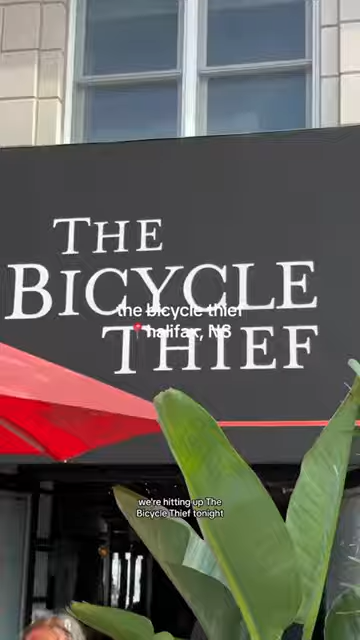 THE
BICYCLE
THIEF
the bicycle thief
📍halifax, NS
we're hitting up The
Bicycle Thief tonight